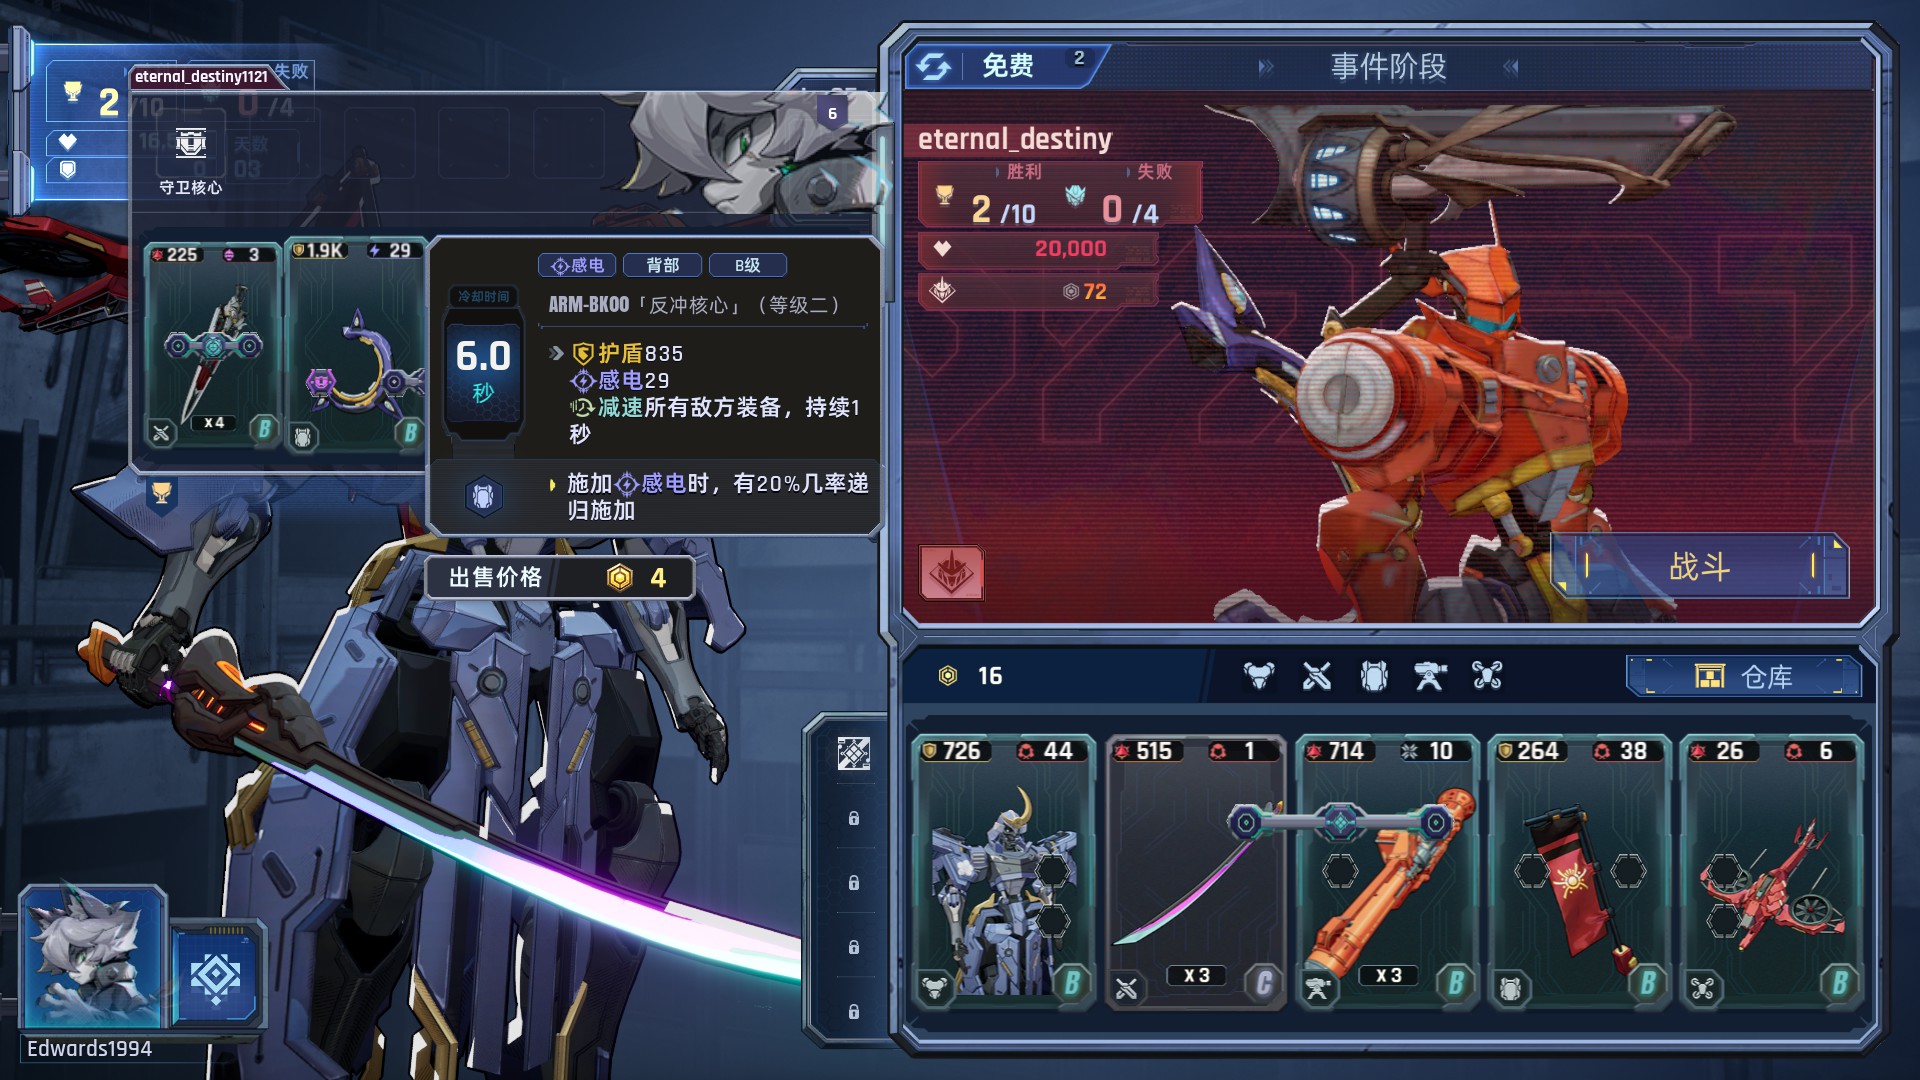 失败
eternal_destiny1121
2/10
0/4
6
16,
天数
03
守卫核心
225
3
x4
B
1.9K
29
B
感电
背部
B级
冷却时间
6.0
秒
ARM-BK00「反冲核心」（等级二）
护盾835
感电29
减速所有敌方装备，持续1
秒
施加感电时，有20%几率递
归施加
出售价格
4
免费
2
事件阶段
eternal_destiny
胜利
失败
2/10
0/4
20,000
72
战斗
16
仓库
726
44
B
515
1
x3
C
714
10
x3
B
264
38
B
26
6
B
Edwards1994